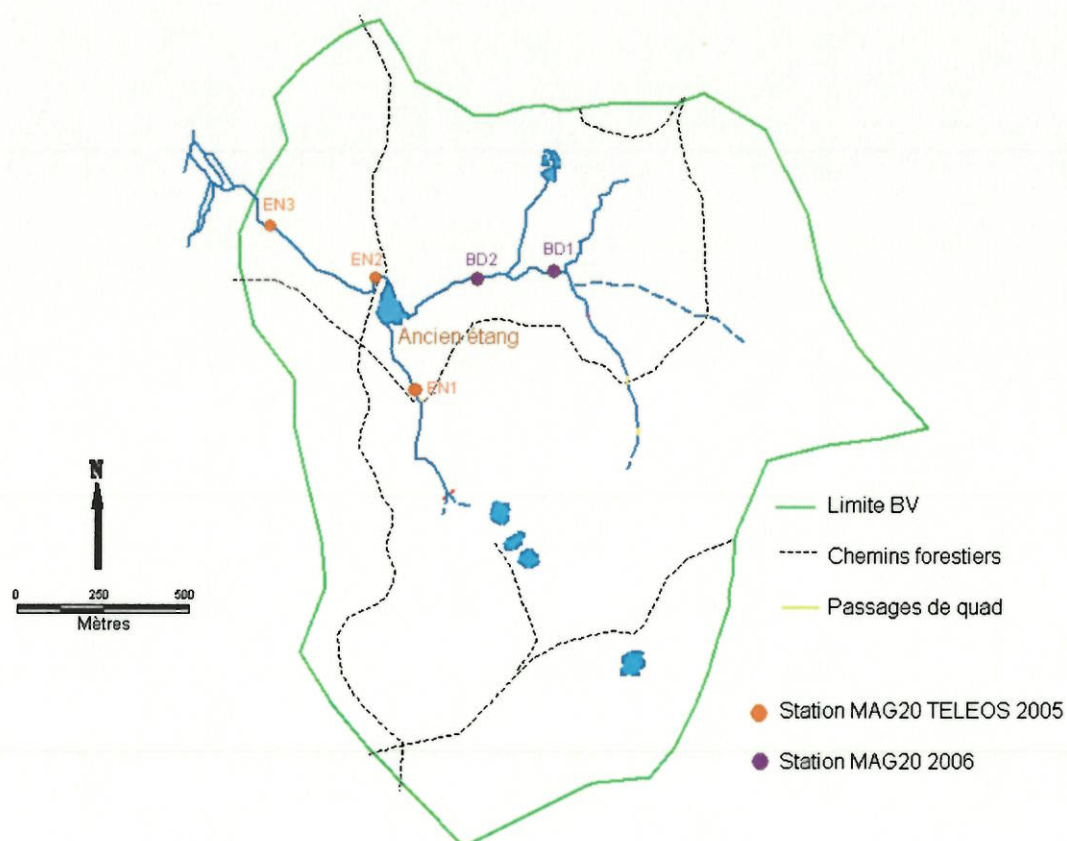 EN3
EN2
BD2
BD1
Ancien étang
EN1
N
0 250 500
Mètres
Limite BV
Chemins forestiers
Passages de quad
Station MAG20 TELEOS 2005
Station MAG20 2006